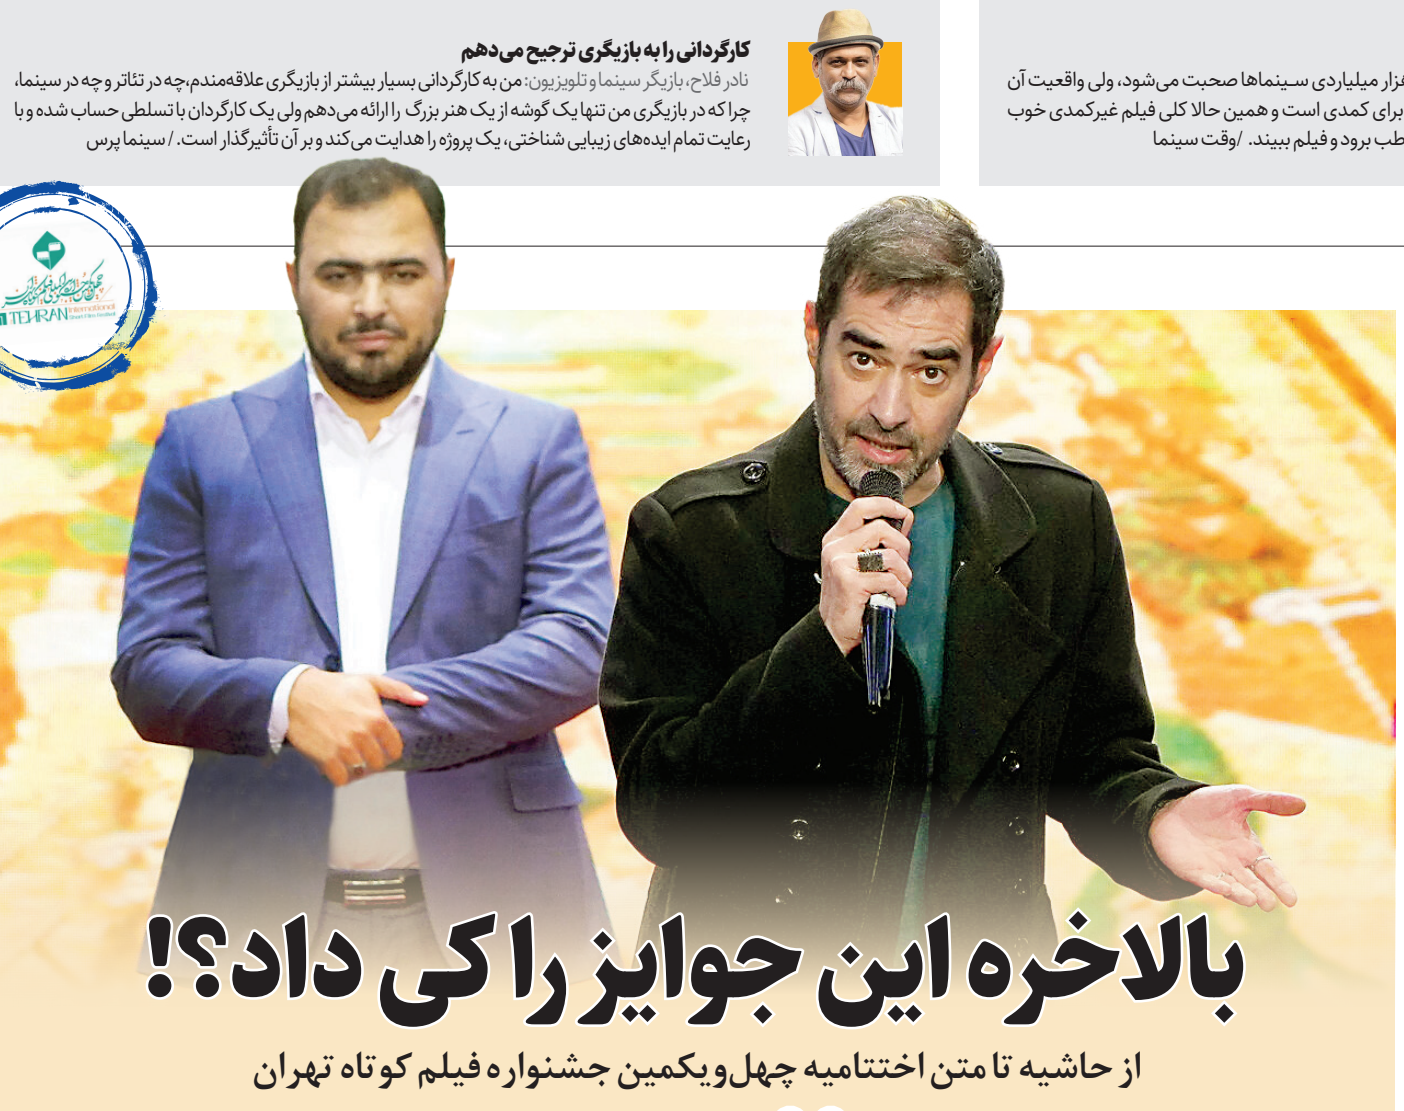 هزار میلیاردی سینماها صحبت می‌شود، ولی واقعیت آن
برای کمدی است و همین حالا کلی فیلم غیرکمدی خوب
برود و فیلم ببیند. /وقت سینما
کارگردانی را به بازیگری ترجیح می‌دهم
نادر فلاح، بازیگر سینما و تلویزیون: من به کارگردانی بسیار بیشتر از بازیگری علاقه‌مندم،چه در تئاتر و چه در سینما،
چرا که در بازیگری من تنها یک گوشه از یک هنر بزرگ را ارائه می‌دهم ولی یک کارگردان با تسلطی حساب شده و با
رعایت تمام ایده‌های زیبایی شناختی، یک پروژه را هدایت می‌کند و بر آن تأثیرگذار است. / سینما پرس
TEHRAN International
Short Film Festival
بالاخره این جوایز را کی داد؟!
از حاشیه تا متن اختتامیه چهل‌ویکمین جشنواره فیلم کوتاه تهران